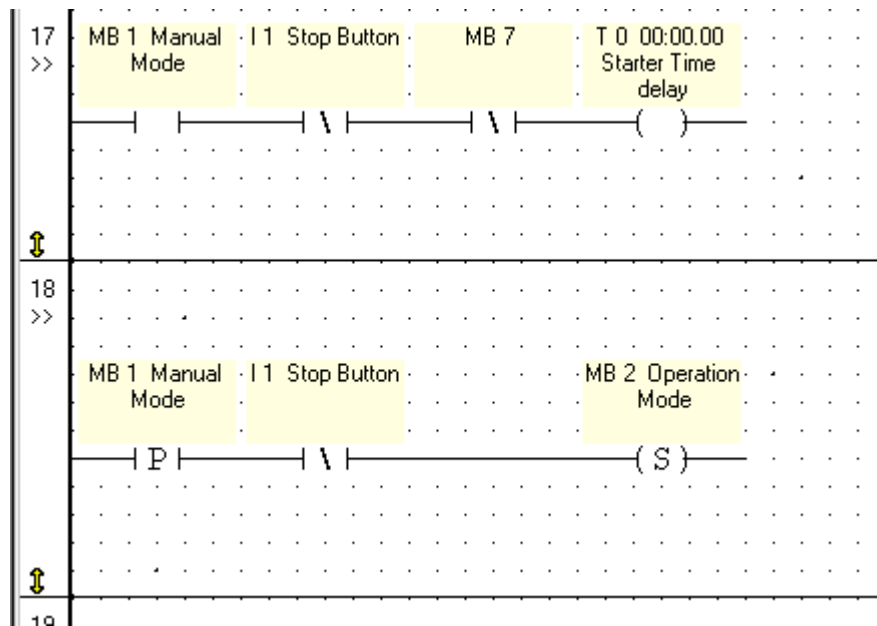 17
>>
MB 1 Manual
Mode
I 1 Stop Button
MB 7
T 0 00:00.00
Starter Time
delay
18
>>
MB 1 Manual
Mode
P
I 1 Stop Button
MB 2 Operation
Mode
S
19